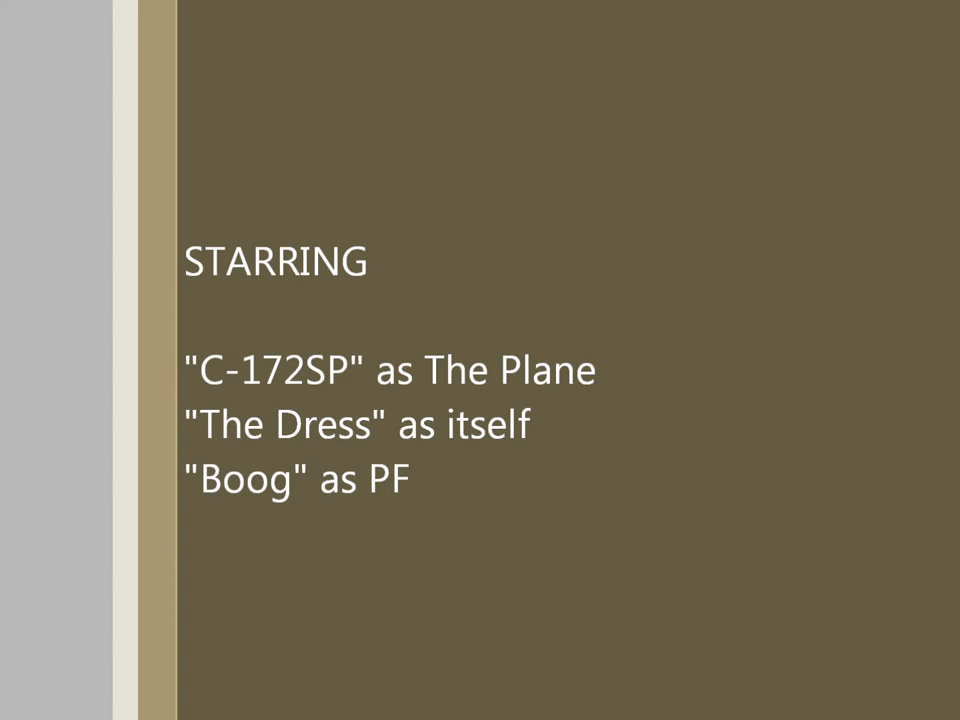 STARRING
"C-172SP" as The Plane
"The Dress" as itself
"Boog" as PF